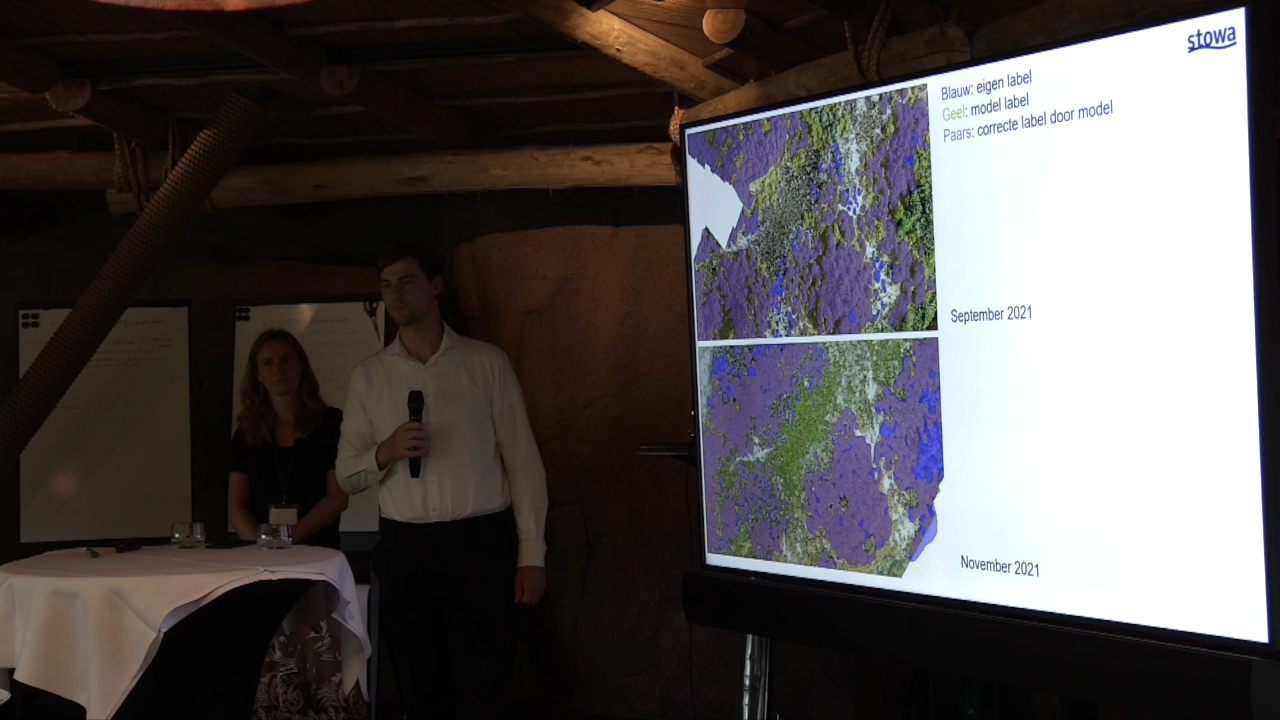 stowa
Blauw: eigen label
Geel: model label
Paars: correcte label door model
September 2021
November 2021